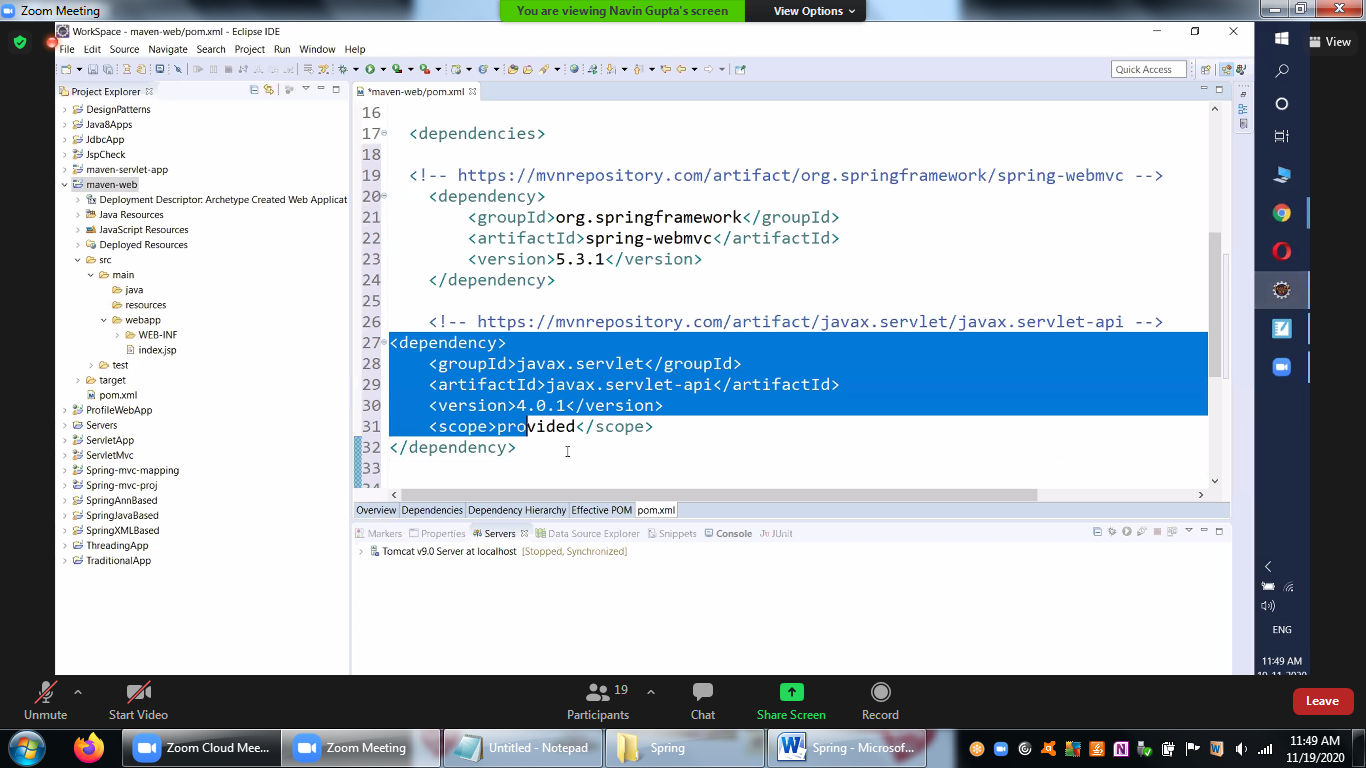 Zoom Meeting
You are viewing Navin Gupta's screen
View Options
View
WorkSpace - maven-web/pom.xml - Eclipse IDE
File Edit Source Navigate Search Project Run Window Help
Quick Access
Project Explorer
*maven-web/pom.xml
DesignPatterns
Java8Apps
JdbcApp
JspCheck
maven-servlet-app
maven-web
Deployment Descriptor: Archetype Created Web Applicat
Java Resources
JavaScript Resources
Deployed Resources
src
main
java
resources
webapp
WEB-INF
index.jsp
test
target
pom.xml
ProfileWebApp
Servers
ServletApp
ServletMvc
Spring-mvc-mapping
Spring-mvc-proj
SpringAnnBased
SpringJavaBased
SpringXMLBased
ThreadingApp
TraditionalApp
16
17 <dependencies>
18
19 <!-- https://mvnrepository.com/artifact/org.springframework/spring-webmvc -->
20 <dependency>
21 <groupId>org.springframework</groupId>
22 <artifactId>spring-webmvc</artifactId>
23 <version>5.3.1</version>
24 </dependency>
25
26 <!-- https://mvnrepository.com/artifact/javax.servlet/javax.servlet-api -->
27 <dependency>
28 <groupId>javax.servlet</groupId>
29 <artifactId>javax.servlet-api</artifactId>
30 <version>4.0.1</version>
31 <scope>provided</scope>
32 </dependency>
33
Overview Dependencies Dependency Hierarchy Effective POM pom.xml
Markers Properties Servers Data Source Explorer Snippets Console JUnit
Tomcat v9.0 Server at localhost [Stopped, Synchronized]
ENG
11:49 AM
Unmute
Start Video
19
Participants
Chat
Share Screen
Record
Leave
Zoom Cloud Mee...
Zoom Meeting
Untitled - Notepad
Spring
Spring - Microsof...
11:49 AM
11/19/2020